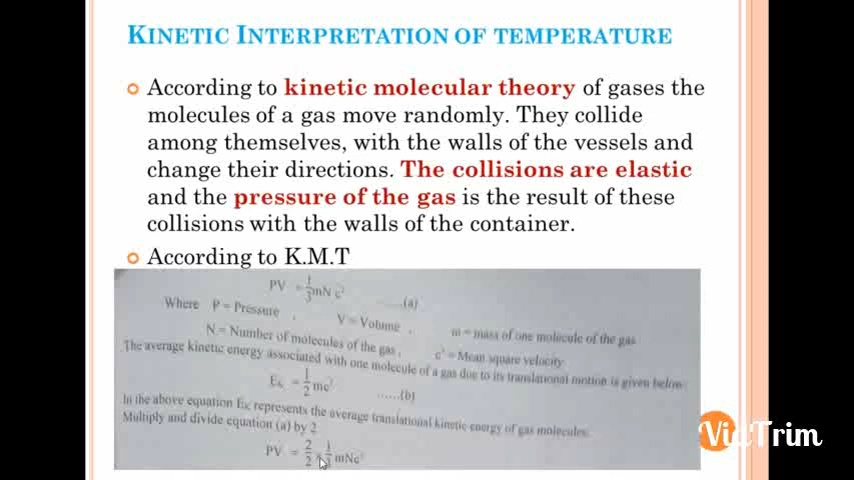 KINETIC INTERPRETATION OF TEMPERATURE
According to kinetic molecular theory of gases the
molecules of a gas move randomly. They collide
among themselves, with the walls of the vessels and
change their directions. The collisions are elastic
and the pressure of the gas is the result of these
collisions with the walls of the container.
According to K.M.T
PV = 1/3 mN c² ......(a)
Where P = Pressure , V = Volume , m = mass of one molecule of the gas
N = Number of molecules of the gas , c² = Mean square velocity
The average kinetic energy associated with one molecule of a gas due to its translational motion is given below
Eₖ = 1/2 mc² ......(b)
In the above equation Eₖ represents the average translational kinetic energy of gas molecules.
Multiply and divide equation (a) by 2
PV = 2/2 × 1/3 mNc²
VidTrim